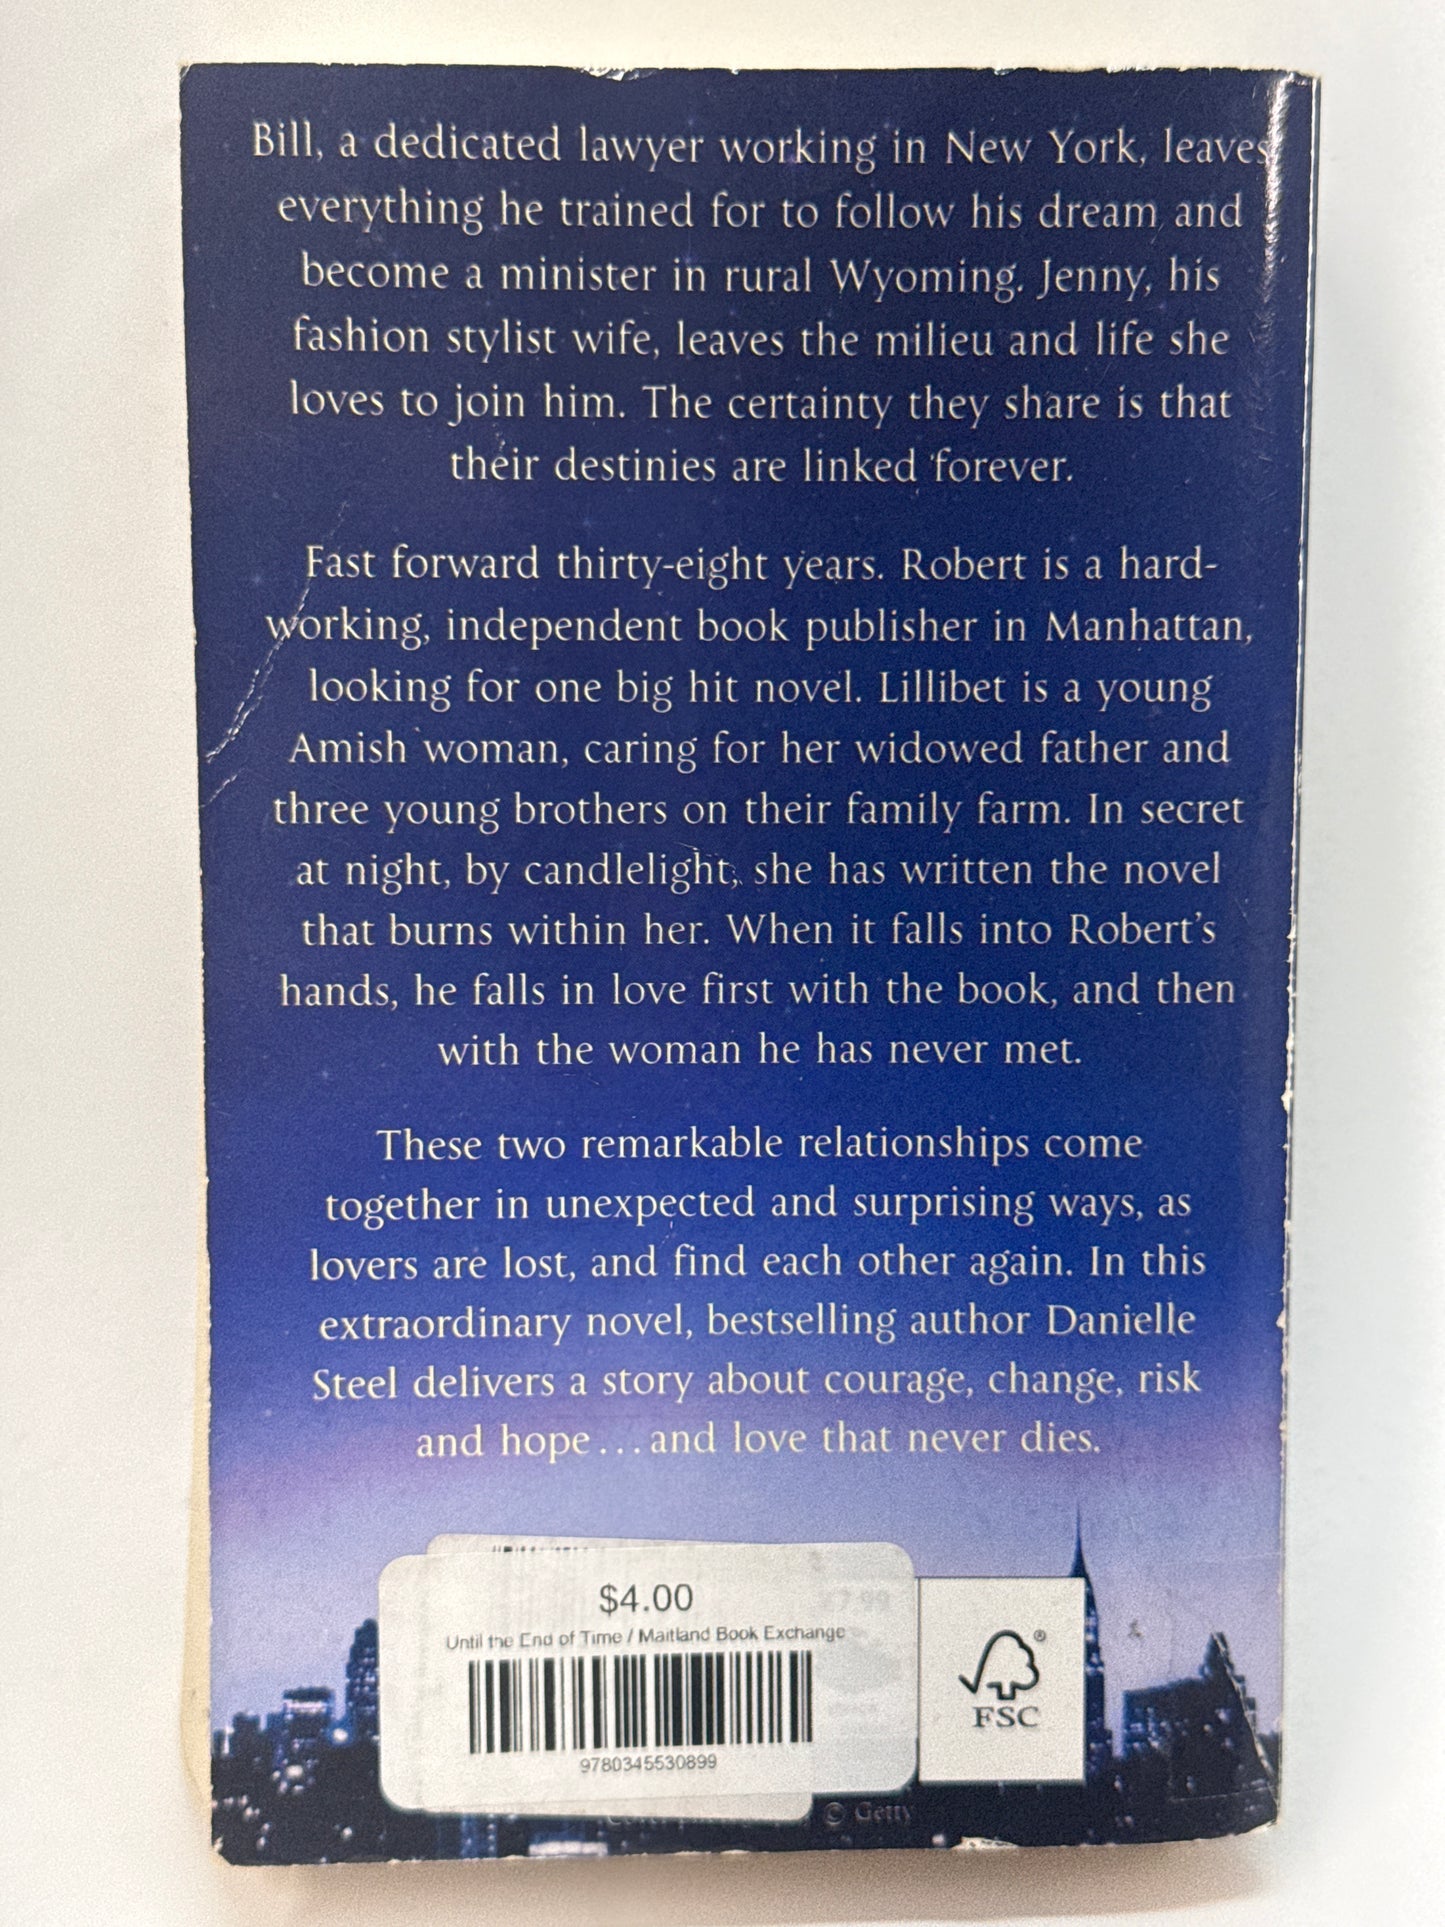 Bill, a dedicated lawyer working in New York, leaves
everything he trained for to follow his dream and
become a minister in rural Wyoming. Jenny, his
fashion stylist wife, leaves the milieu and life she
loves to join him. The certainty they share is that
their destinies are linked forever.
Fast forward thirty-eight years. Robert is a hard-
working, independent book publisher in Manhattan,
looking for one big hit novel. Lillibet is a young
Amish woman, caring for her widowed father and
three young brothers on their family farm. In secret
at night, by candlelight, she has written the novel
that burns within her. When it falls into Robert's
hands, he falls in love first with the book, and then
with the woman he has never met.
These two remarkable relationships come
together in unexpected and surprising ways, as
lovers are lost, and find each other again. In this
extraordinary novel, bestselling author Danielle
Steel delivers a story about courage, change, risk
and hope...and love that never dies.
$4.00
£7.99
Until the End of Time / Maitland Book Exchange
9780345530899
®
FSC
© Getty